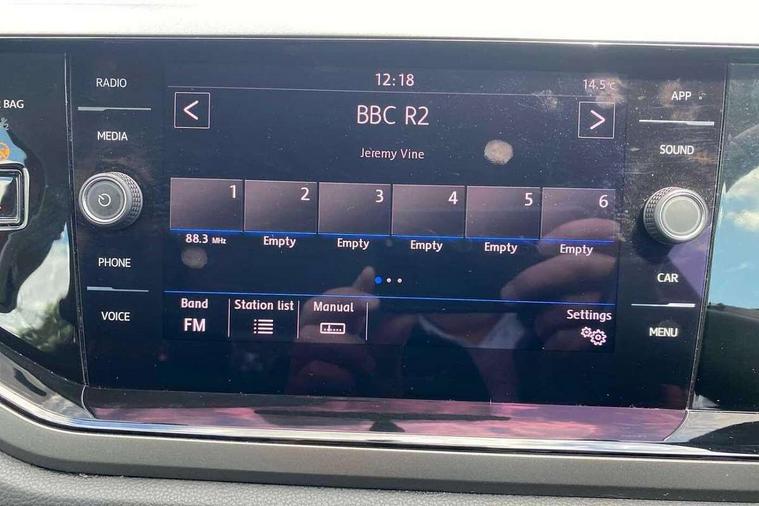 RADIO
MEDIA
PHONE
VOICE
BAG
12:18
14.5°C
<
BBC R2
>
Jeremy Vine
1 2 3 4 5 6
88.3 MHz Empty Empty Empty Empty Empty
Band Station list Manual Settings
FM
APP
SOUND
CAR
MENU